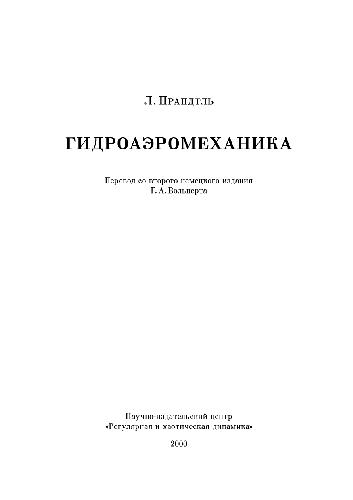 Л. Прандтль
ГИДРОАЭРОМЕХАНИКА
Перевод со второго немецкого издания
Г. А. Вольперта
Научно-издательский центр
«Регулярная и хаотическая динамика»
2000